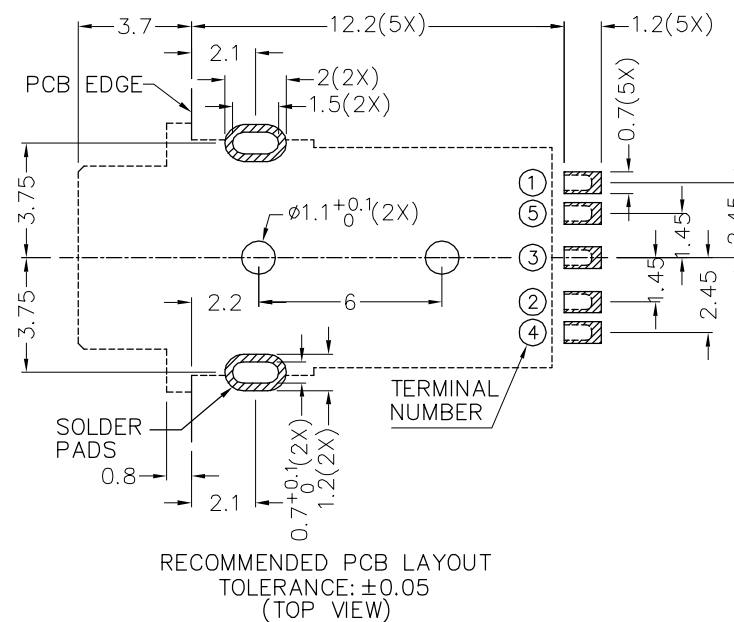 3.7
12.2(5X)
1.2(5X)
2.1
2(2X)
PCB EDGE
1.5(2X)
0.7(5X)
3.75
1
5
⌀1.1 +0.1 0 (2X)
3
1.45
2.2
6
1.45
2.45
3.75
2
4
TERMINAL
NUMBER
SOLDER
PADS
0.8
2.1
0.7 +0.1 0 (2X)
1.2(2X)
RECOMMENDED PCB LAYOUT
TOLERANCE: ±0.05
(TOP VIEW)